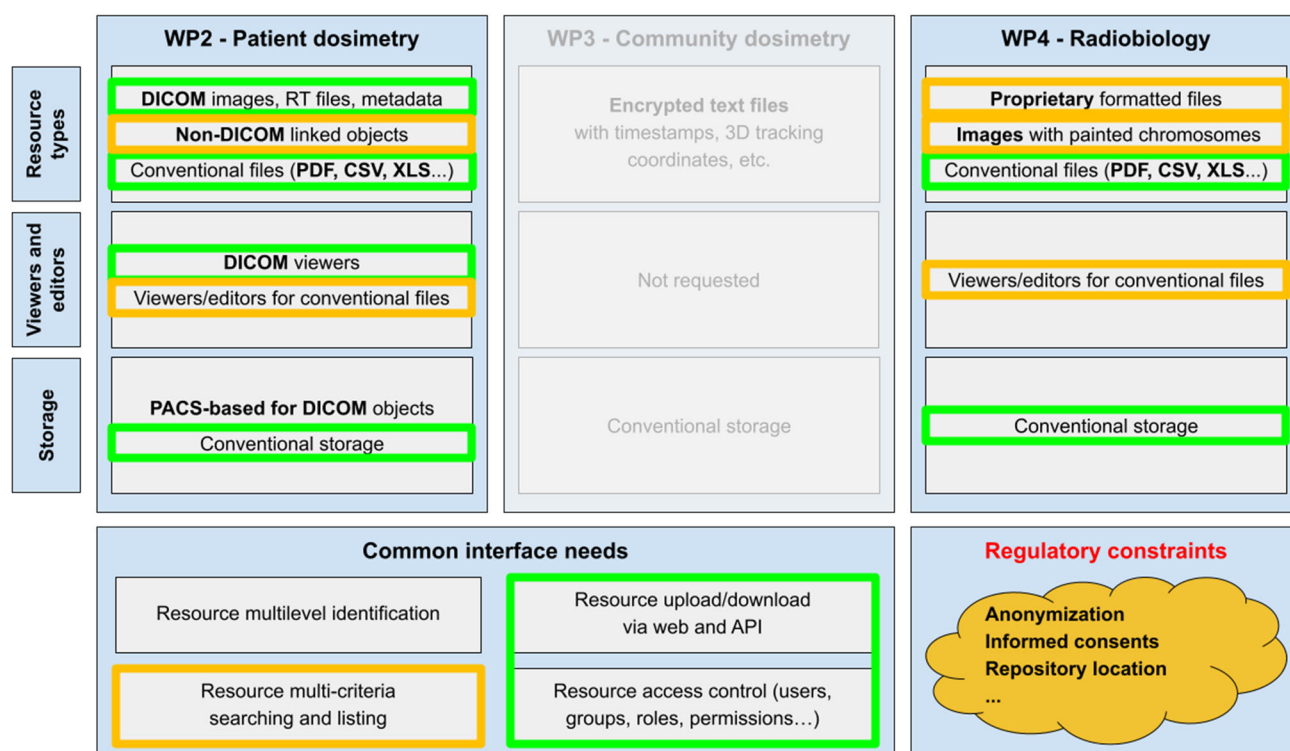 WP2 - Patient dosimetry
WP3 - Community dosimetry
WP4 - Radiobiology
Resource
types
DICOM images, RT files, metadata
Non-DICOM linked objects
Conventional files (PDF, CSV, XLS...)
Encrypted text files
with timestamps, 3D tracking
coordinates, etc.
Proprietary formatted files
Images with painted chromosomes
Conventional files (PDF, CSV, XLS...)
Viewers and
editors
DICOM viewers
Viewers/editors for conventional files
Not requested
Viewers/editors for conventional files
Storage
PACS-based for DICOM objects
Conventional storage
Conventional storage
Conventional storage
Common interface needs
Resource multilevel identification
Resource upload/download
via web and API
Resource multi-criteria
searching and listing
Resource access control (users,
groups, roles, permissions…)
Regulatory constraints
Anonymization
Informed consents
Repository location
...